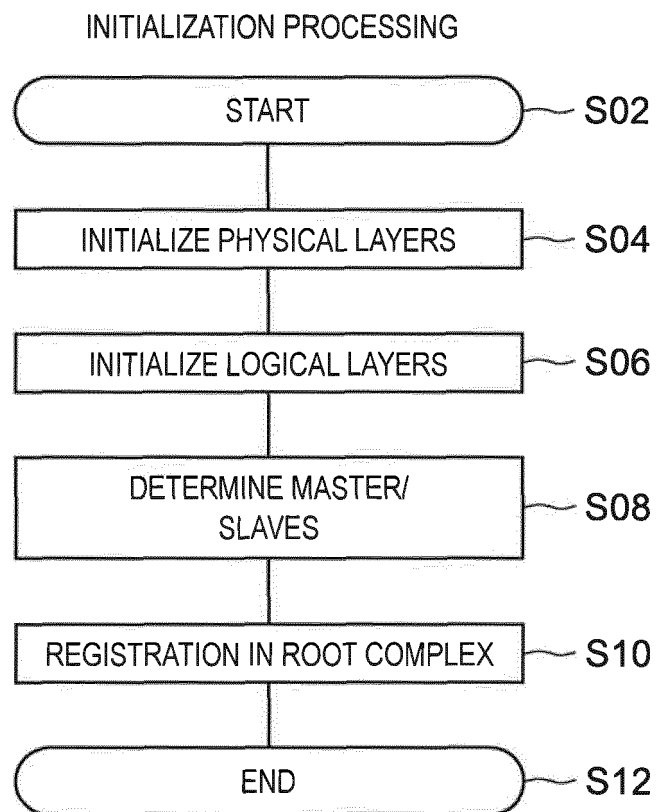 INITIALIZATION PROCESSING
START
S02
INITIALIZE PHYSICAL LAYERS
S04
INITIALIZE LOGICAL LAYERS
S06
DETERMINE MASTER/
SLAVES
S08
REGISTRATION IN ROOT COMPLEX
S10
END
S12